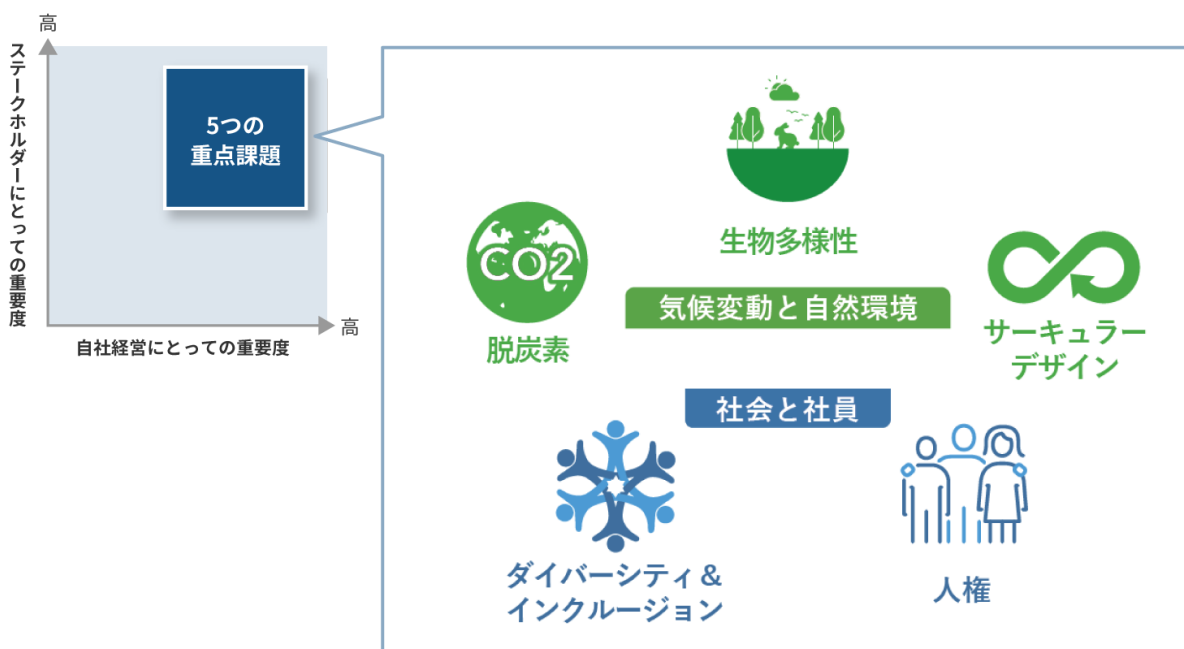 高
ステークホルダーにとっての重要度
5つの
重点課題
高
自社経営にとっての重要度
生物多様性
CO2
脱炭素
気候変動と自然環境
サーキュラー
デザイン
社会と社員
ダイバーシティ&
インクルージョン
人権